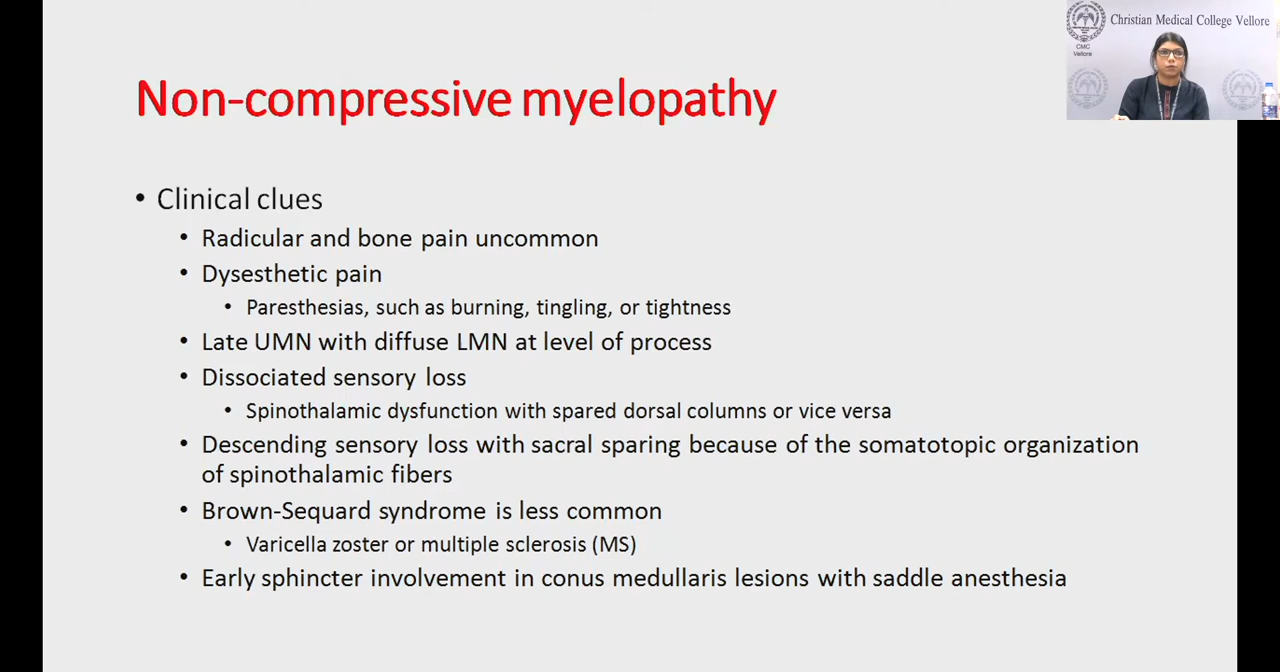 Christian Medical College Vellore
CMC
Vellore
Non-compressive myelopathy
• Clinical clues
• Radicular and bone pain uncommon
• Dysesthetic pain
• Paresthesias, such as burning, tingling, or tightness
• Late UMN with diffuse LMN at level of process
• Dissociated sensory loss
• Spinothalamic dysfunction with spared dorsal columns or vice versa
• Descending sensory loss with sacral sparing because of the somatotopic organization
of spinothalamic fibers
• Brown-Sequard syndrome is less common
• Varicella zoster or multiple sclerosis (MS)
• Early sphincter involvement in conus medullaris lesions with saddle anesthesia